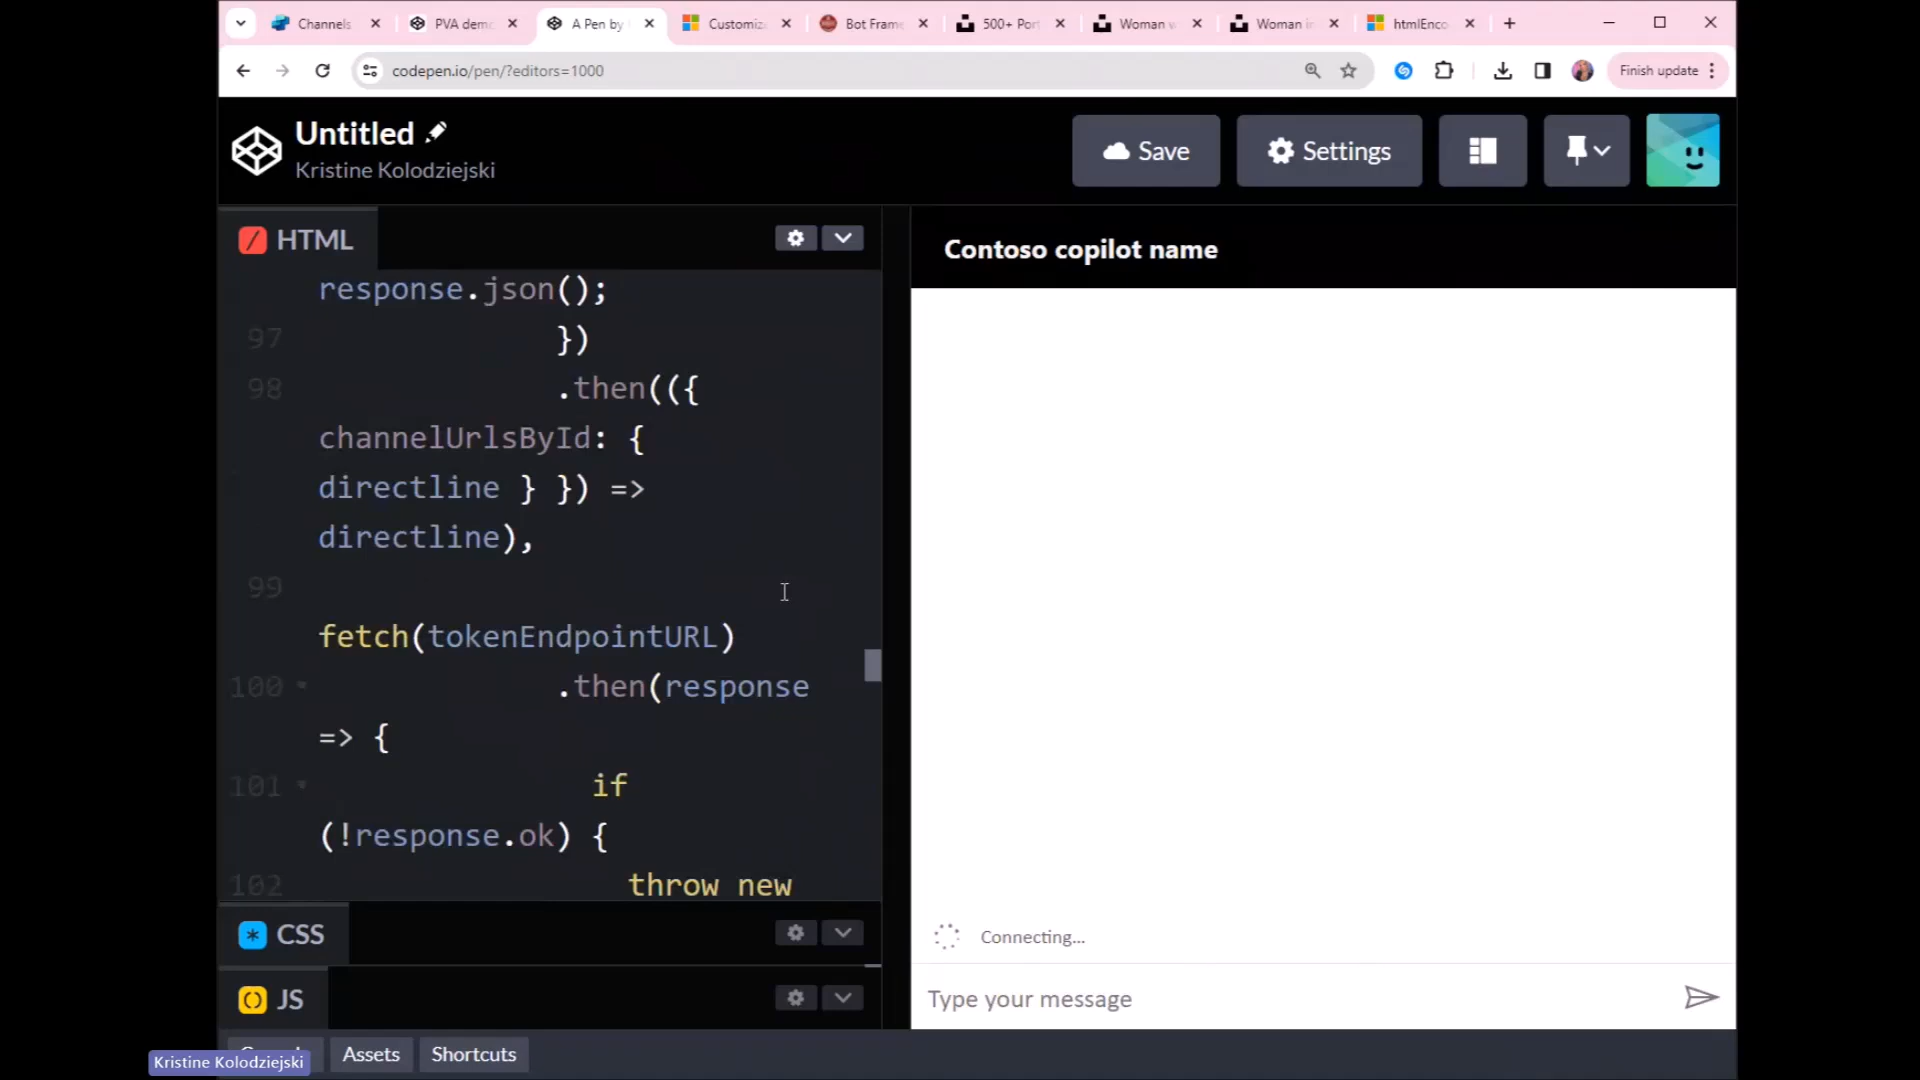 Channels
PVA dem
A Pen by
Customiz
Bot Fram
500+ Por
Woman w
Woman i
htmlEnco
codepen.io/pen/?editors=1000
Finish update
Untitled
Kristine Kolodziejski
Save
Settings
HTML
response.json();
97 })
98 .then(({
channelUrlsById: {
directline } }) =>
directline),
99
fetch(tokenEndpointURL)
100 .then(response
=> {
101 if
(!response.ok) {
102 throw new
CSS
JS
Contoso copilot name
Connecting...
Type your message
Kristine Kolodziejski
Assets
Shortcuts